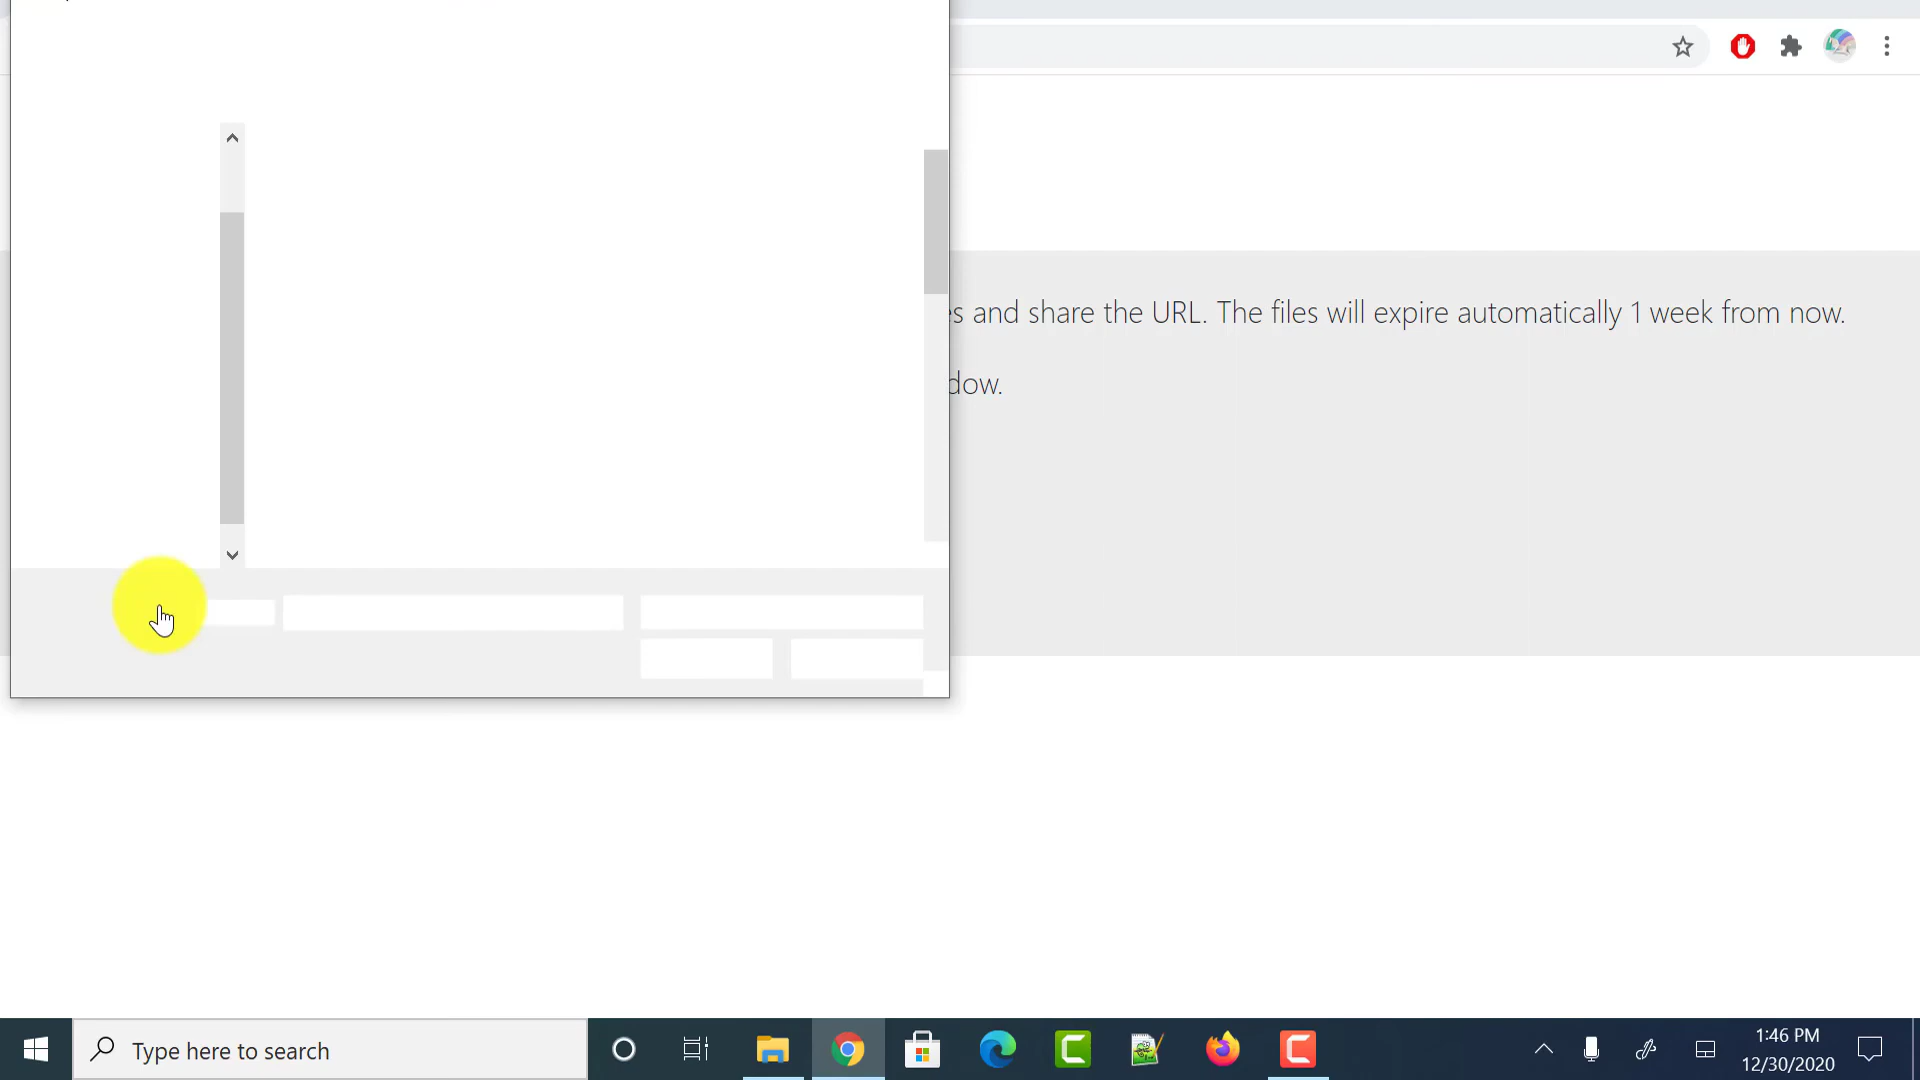 s and share the URL. The files will expire automatically 1 week from now.
dow.
Type here to search
1:46 PM
12/30/2020